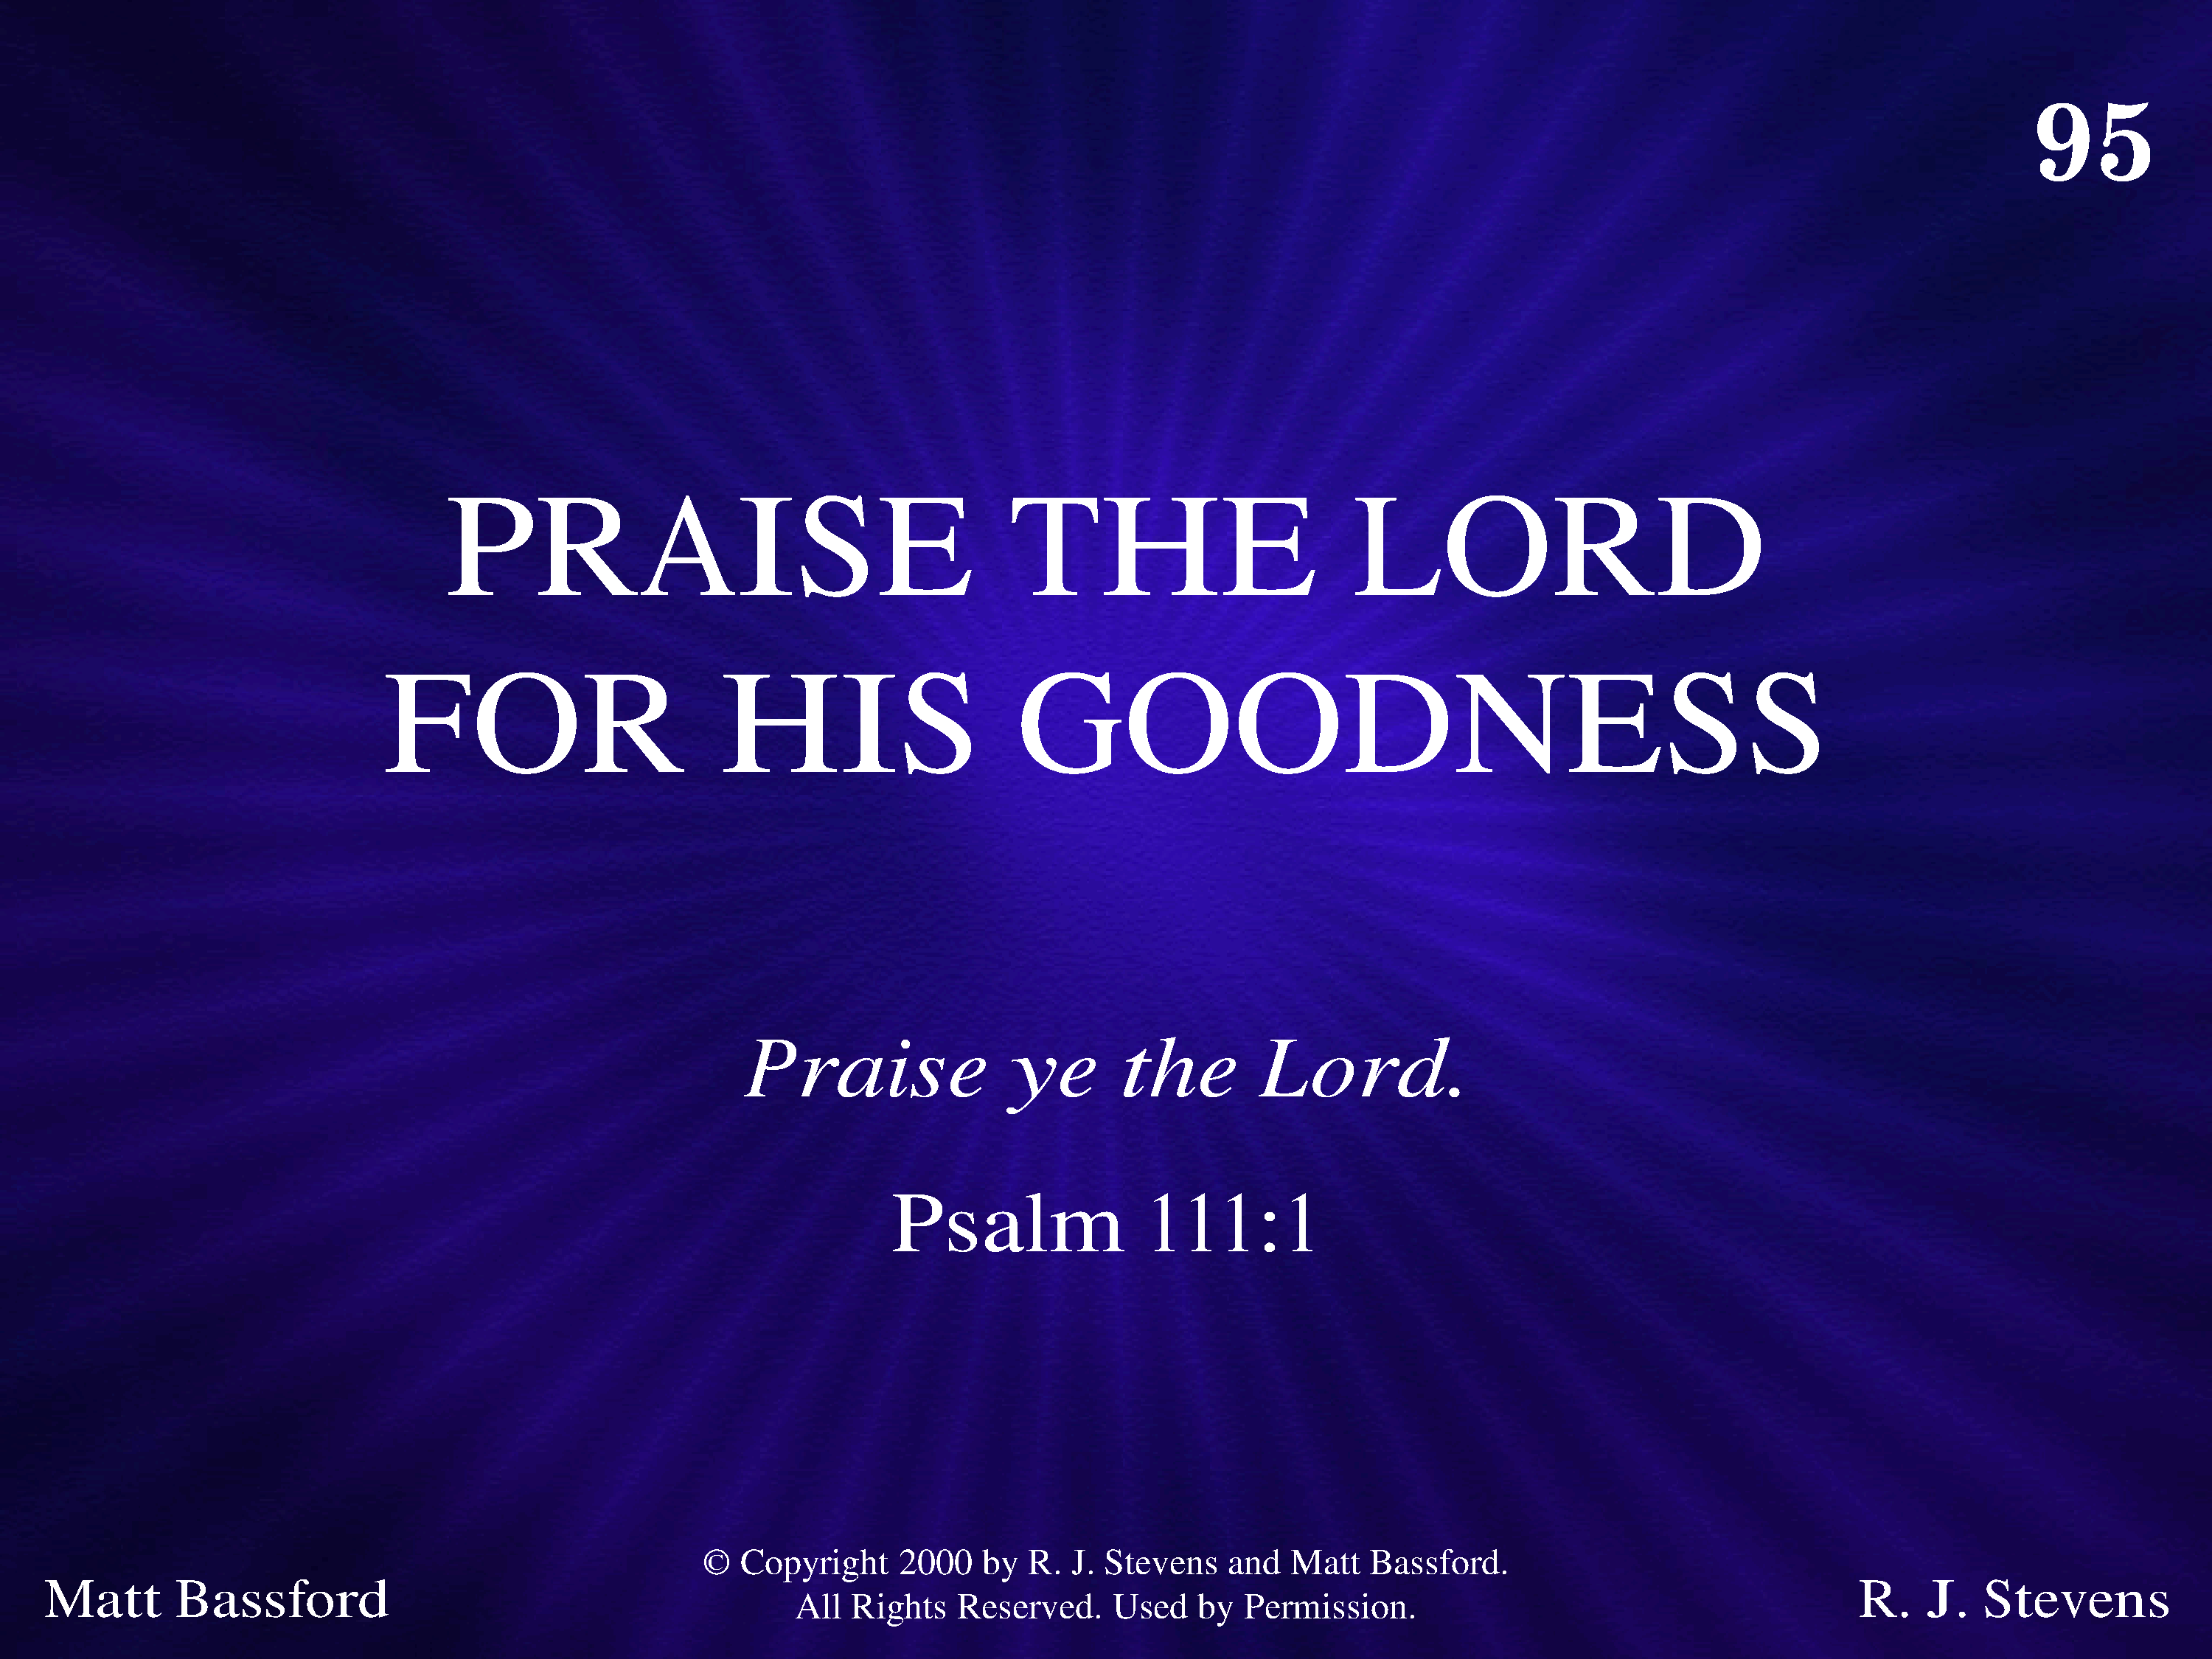 95
PRAISE THE LORD
FOR HIS GOODNESS
Praise ye the Lord.
Psalm 111:1
Matt Bassford
© Copyright 2000 by R. J. Stevens and Matt Bassford.
All Rights Reserved. Used by Permission.
R. J. Stevens